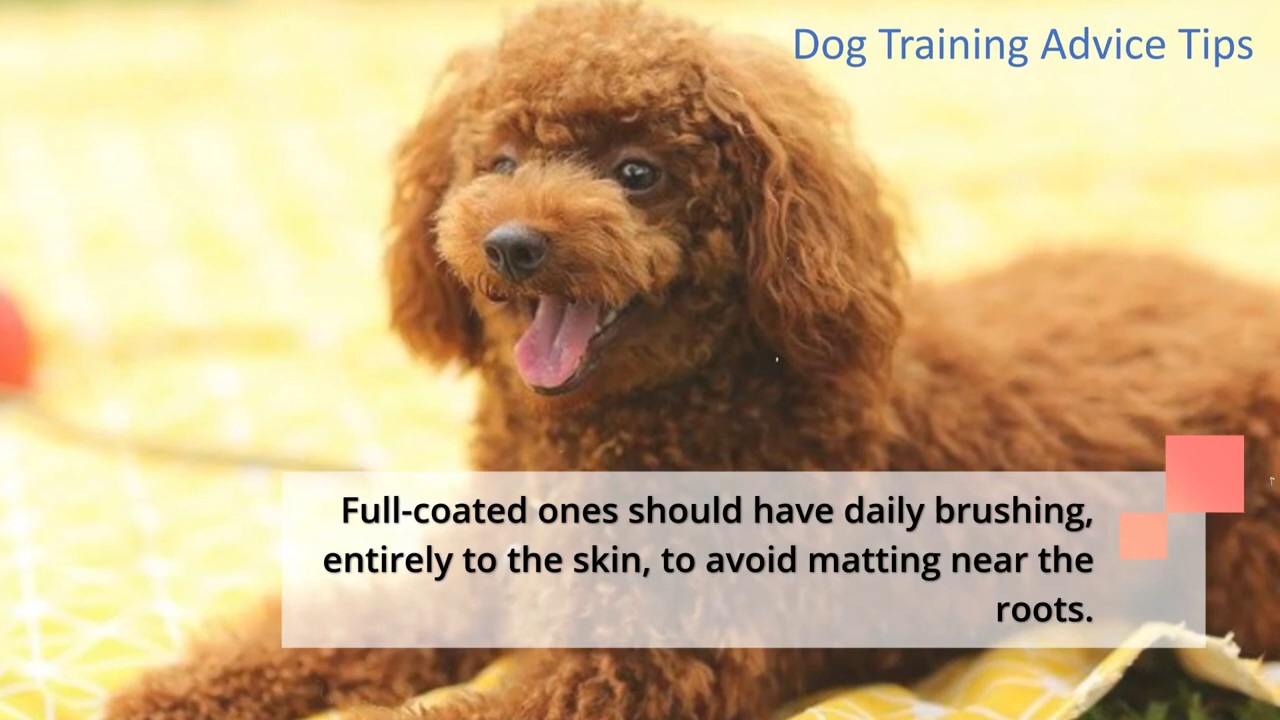 Dog Training Advice Tips
Full-coated ones should have daily brushing,
entirely to the skin, to avoid matting near the
roots.